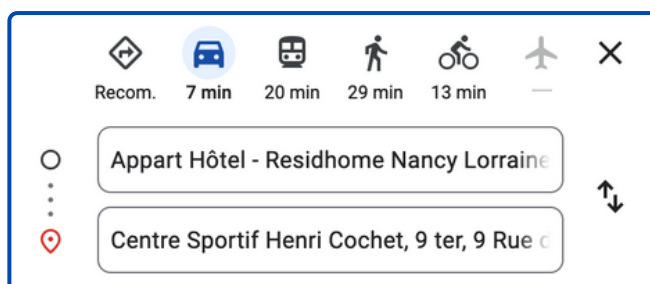 Recom. 7 min 20 min 29 min 13 min —
Appart Hôtel - Residhome Nancy Lorraine
Centre Sportif Henri Cochet, 9 ter, 9 Rue